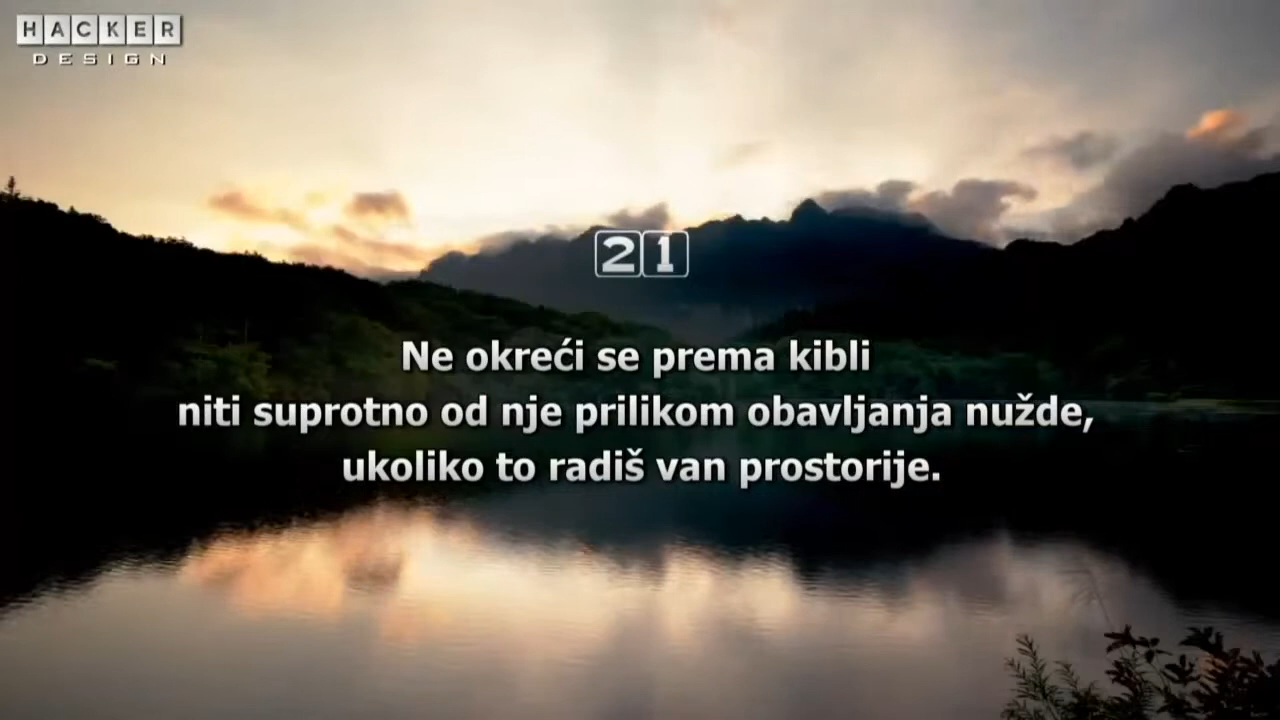 HACKER
DESIGN
21
Ne okreći se prema kibli
niti suprotno od nje prilikom obavljanja nužde,
ukoliko to radiš van prostorije.